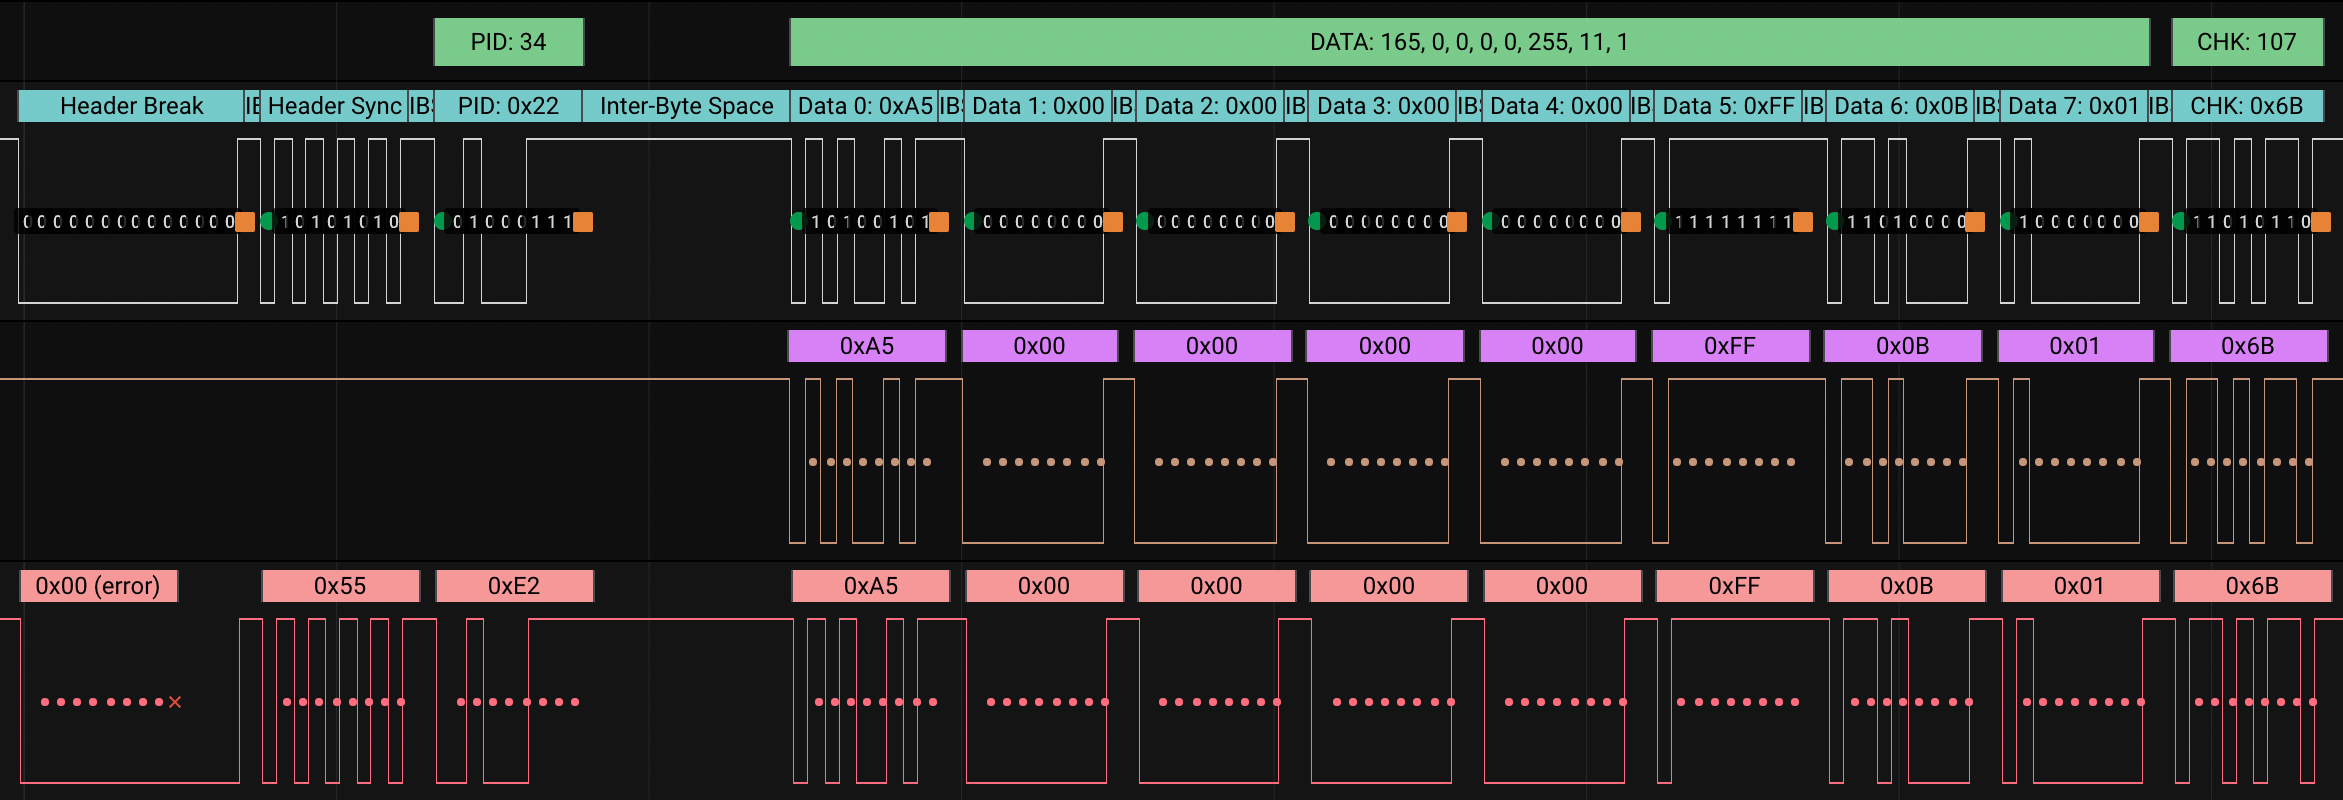 PID: 34 DATA: 165, 0, 0, 0, 0, 255, 11, 1 CHK: 107
Header Break IB Header Sync IBS PID: 0x22 Inter-Byte Space Data 0: 0xA5 IB Data 1: 0x00 IB Data 2: 0x00 IB Data 3: 0x00 IB Data 4: 0x00 IB Data 5: 0xFF IB Data 6: 0x0B IB Data 7: 0x01 IB CHK: 0x6B
0 0 0 0 0 0 0 0 0 0 0 0 0 0 1 0 1 0 1 0 1 0 0 1 0 0 0 1 1 1 1 0 1 0 0 1 0 1 0 0 0 0 0 0 0 0 0 0 0 0 0 0 0 0 0 0 0 0 0 0 0 0 0 0 0 0 0 0 0 0 1 1 1 1 1 1 1 1 1 1 0 1 0 0 0 0 1 0 0 0 0 0 0 0 1 1 0 1 0 1 1 0
0xA5 0x00 0x00 0x00 0x00 0xFF 0x0B 0x01 0x6B
0x00 (error) 0x55 0xE2 0xA5 0x00 0x00 0x00 0x00 0xFF 0x0B 0x01 0x6B